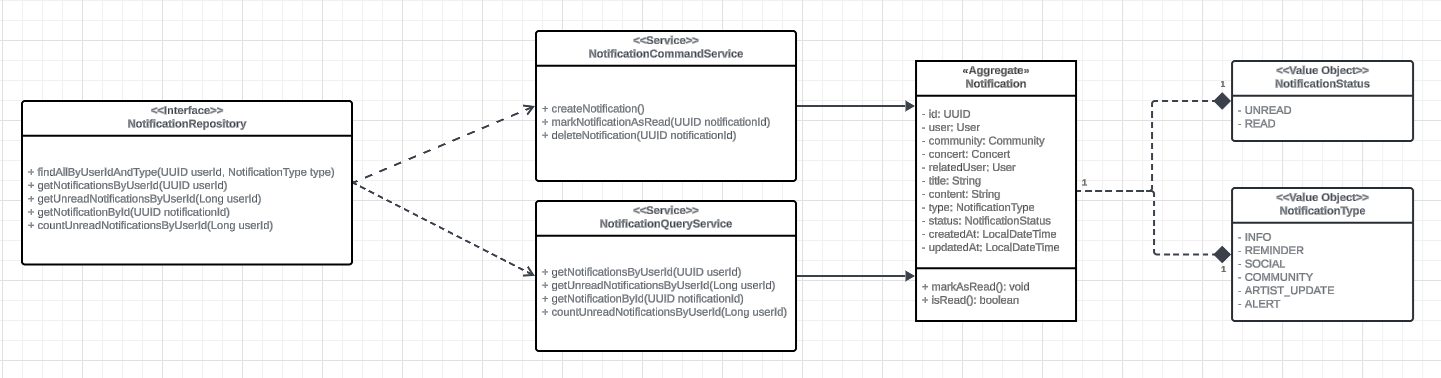 <<Interface>>
NotificationRepository
+ findAllByUserIdAndType(UUID userId, NotificationType type)
+ getNotificationsByUserId(UUID userId)
+ getUnreadNotificationsByUserId(Long userId)
+ getNotificationById(UUID notificationId)
+ countUnreadNotificationsByUserId(Long userId)
<<Service>>
NotificationCommandService
+ createNotification()
+ markNotificationAsRead(UUID notificationId)
+ deleteNotification(UUID notificationId)
<<Service>>
NotificationQueryService
+ getNotificationsByUserId(UUID userId)
+ getUnreadNotificationsByUserId(Long userId)
+ getNotificationById(UUID notificationId)
+ countUnreadNotificationsByUserId(Long userId)
«Aggregate»
Notification
- id: UUID
- user: User
- community: Community
- concert: Concert
- relatedUser: User
- title: String
- content: String
- type: NotificationType
- status: NotificationStatus
- createdAt: LocalDateTime
- updatedAt: LocalDateTime
+ markAsRead(): void
+ isRead(): boolean
1
1
<<Value Object>>
NotificationStatus
- UNREAD
- READ
1
<<Value Object>>
NotificationType
- INFO
- REMINDER
- SOCIAL
- COMMUNITY
- ARTIST_UPDATE
- ALERT